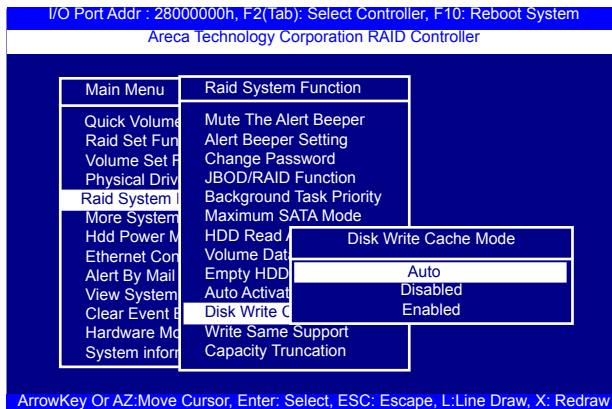 I/O Port Addr : 28000000h, F2(Tab): Select Controller, F10: Reboot System
Areca Technology Corporation RAID Controller
Main Menu
Quick Volume
Raid Set Fun
Volume Set F
Physical Driv
Raid System
More System
Hdd Power M
Ethernet Con
Alert By Mail
View System
Clear Event
Hardware Mo
System inform
Raid System Function
Mute The Alert Beeper
Alert Beeper Setting
Change Password
JBOD/RAID Function
Background Task Priority
Maximum SATA Mode
HDD Read
Volume Data
Empty HDD
Auto Activat
Disk Write C
Write Same Support
Capacity Truncation
Disk Write Cache Mode
Auto
Disabled
Enabled
ArrowKey Or AZ:Move Cursor, Enter: Select, ESC: Escape, L:Line Draw, X: Redraw